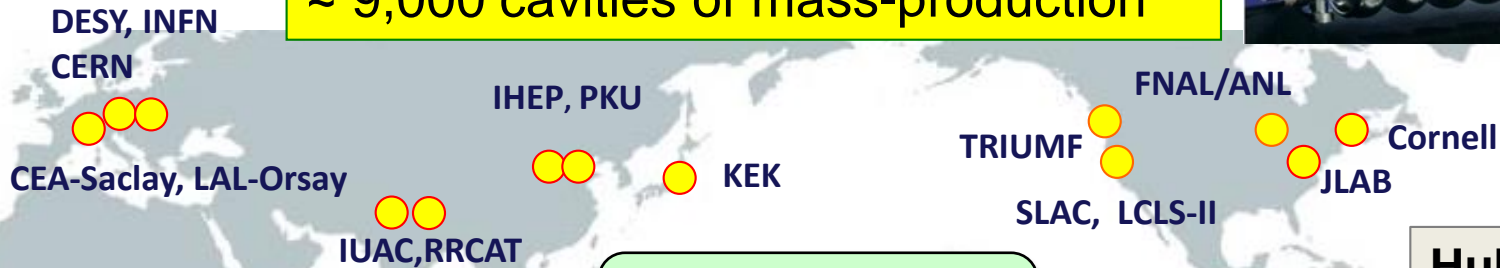 ≈ 9,000 cavities of mass-production
DESY, INFN
CERN
IHEP, PKU
FNAL/ANL
TRIUMF
Cornell
CEA-Saclay, LAL-Orsay
KEK
JLAB
SLAC, LCLS-II
IUAC,RRCAT